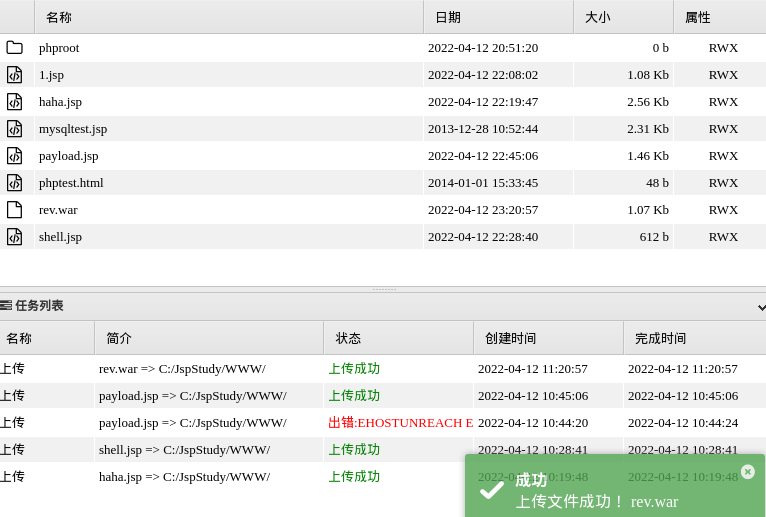 名称 日期 大小 属性
phproot 2022-04-12 20:51:20 0 b RWX
1.jsp 2022-04-12 22:08:02 1.08 Kb RWX
haha.jsp 2022-04-12 22:19:47 2.56 Kb RWX
mysqltest.jsp 2013-12-28 10:52:44 2.31 Kb RWX
payload.jsp 2022-04-12 22:45:06 1.46 Kb RWX
phptest.html 2014-01-01 15:33:45 48 b RWX
rev.war 2022-04-12 23:20:57 1.07 Kb RWX
shell.jsp 2022-04-12 22:28:40 612 b RWX
任务列表
名称 简介 状态 创建时间 完成时间
上传 rev.war => C:/JspStudy/WWW/ 上传成功 2022-04-12 11:20:57 2022-04-12 11:20:57
上传 payload.jsp => C:/JspStudy/WWW/ 上传成功 2022-04-12 10:45:06 2022-04-12 10:45:06
上传 payload.jsp => C:/JspStudy/WWW/ 出错:EHOSTUNREACH E 2022-04-12 10:44:20 2022-04-12 10:44:24
上传 shell.jsp => C:/JspStudy/WWW/ 上传成功 2022-04-12 10:28:41 2022-04-12 10:28:41
上传 haha.jsp => C:/JspStudy/WWW/ 上传成功 2022-04-12 10:19:48 2022-04-12 10:19:48
成功
上传文件成功！ rev.war